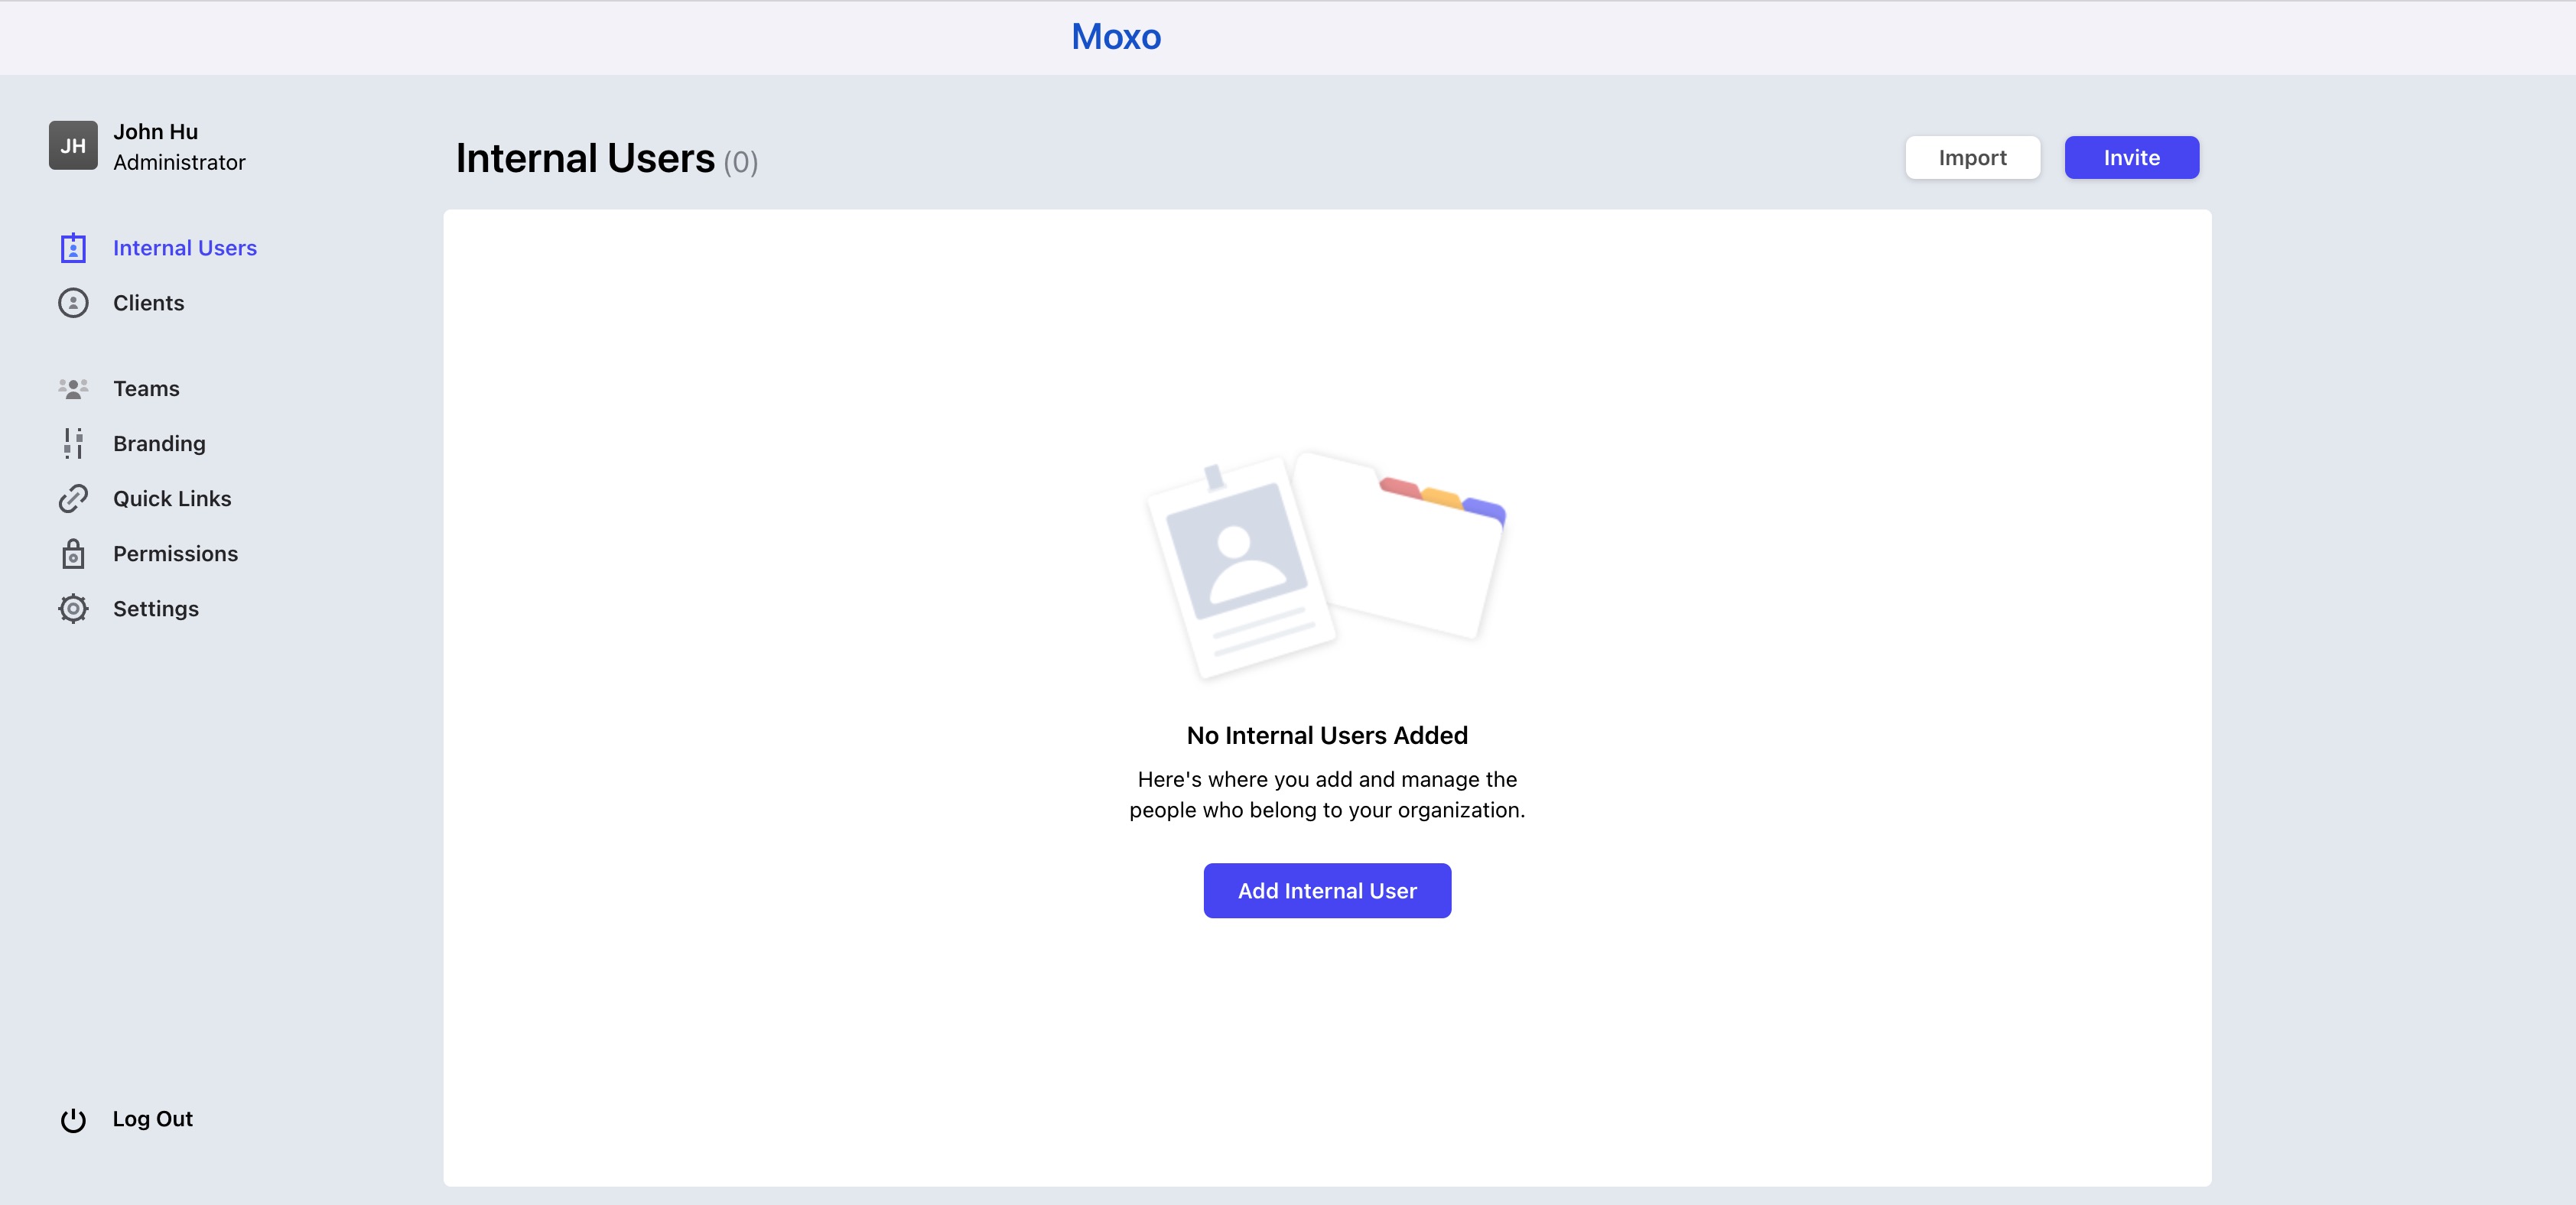 Moxo
JH
John Hu
Administrator
Internal Users
Clients
Teams
Branding
Quick Links
Permissions
Settings
Log Out
Internal Users (0)
Import
Invite
No Internal Users Added
Here's where you add and manage the
people who belong to your organization.
Add Internal User